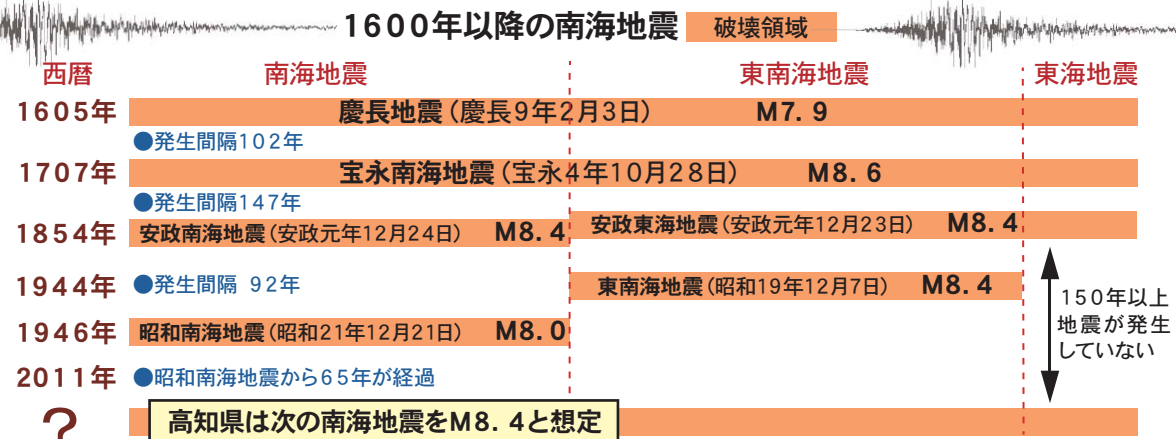 1600年以降の南海地震 破壊領域
西暦 南海地震 東南海地震 東海地震
1605年 慶長地震(慶長9年2月3日) M7.9
●発生間隔102年
1707年 宝永南海地震(宝永4年10月28日) M8.6
●発生間隔147年
1854年 安政南海地震(安政元年12月24日) M8.4 安政東海地震(安政元年12月23日) M8.4
1944年 ●発生間隔 92年 東南海地震(昭和19年12月7日) M8.4
150年以上
地震が発生
していない
1946年 昭和南海地震(昭和21年12月21日) M8.0
2011年 ●昭和南海地震から65年が経過
? 高知県は次の南海地震をM8.4と想定